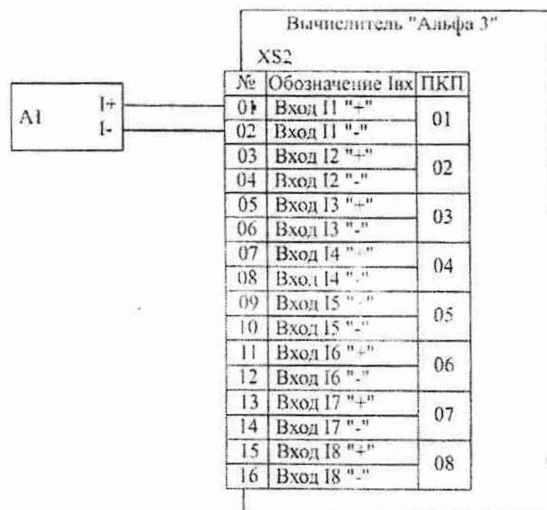 Вычислитель "Альфа 3"
XS2
№ Обозначение Iвх ПКП
A1 I+
I-
01 Вход I1 "+" 01
02 Вход I1 "-"
03 Вход I2 "+" 02
04 Вход I2 "-"
05 Вход I3 "+" 03
06 Вход I3 "-"
07 Вход I4 "+" 04
08 Вход I4 "-"
09 Вход I5 "+" 05
10 Вход I5 "-"
11 Вход I6 "+" 06
12 Вход I6 "-"
13 Вход I7 "+" 07
14 Вход I7 "-"
15 Вход I8 "+" 08
16 Вход I8 "-"